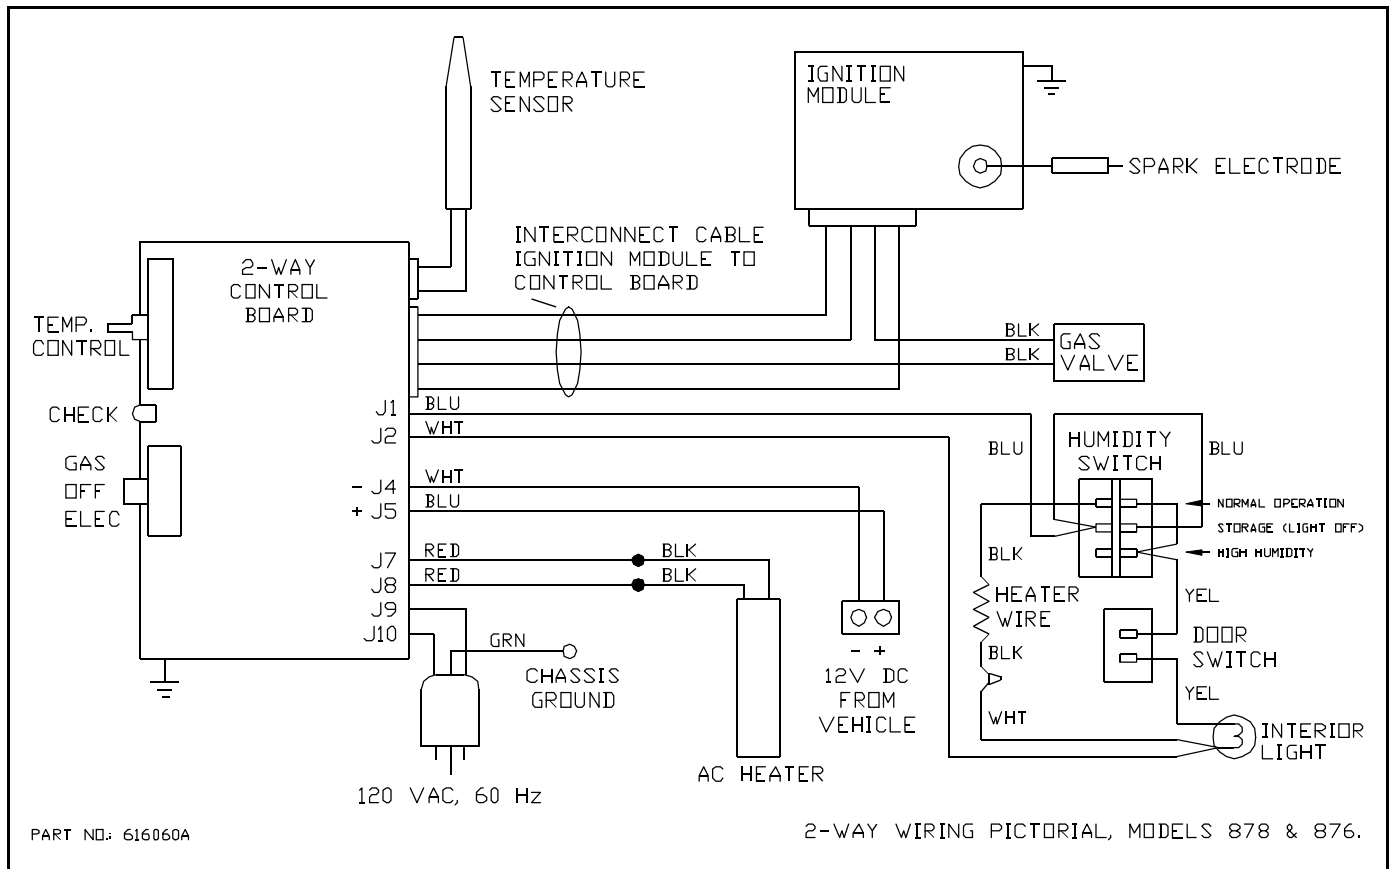 TEMPERATURE
SENSOR
IGNITION
MODULE
SPARK ELECTRODE
INTERCONNECT CABLE
IGNITION MODULE TO
CONTROL BOARD
2-WAY
CONTROL
BOARD
TEMP.
CONTROL
CHECK
GAS
OFF
ELEC
BLK
BLK
GAS
VALVE
J1
BLU
J2
WHT
- J4
WHT
+ J5
BLU
J7
RED
BLK
J8
RED
BLK
J9
J10
GRN
CHASSIS
GROUND
120 VAC, 60 Hz
AC HEATER
- +
12V DC
FROM
VEHICLE
BLU
HUMIDITY
SWITCH
BLU
NORMAL OPERATION
STORAGE (LIGHT OFF)
HIGH HUMIDITY
BLK
HEATER
WIRE
BLK
WHT
YEL
DOOR
SWITCH
YEL
INTERIOR
LIGHT
PART NO.: 616060A
2-WAY WIRING PICTORIAL, MODELS 878 & 876.